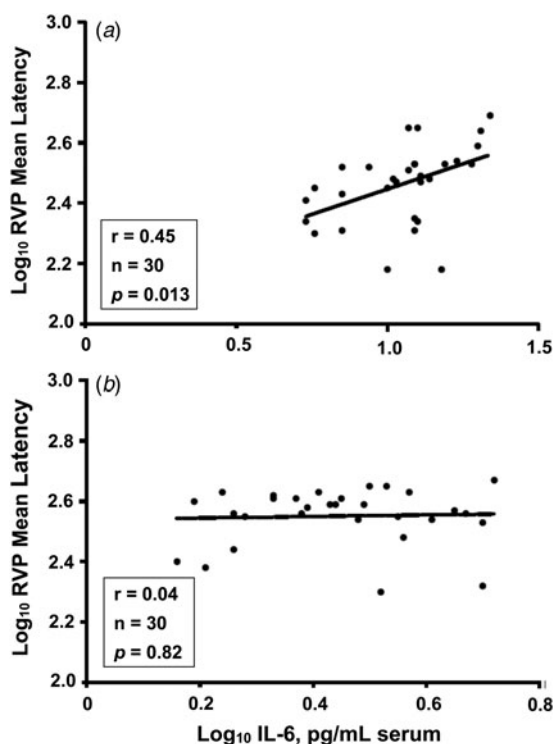 (a)
Log10 RVP Mean Latency
3.0
2.8
2.6
2.4
2.2
2.0
r = 0.45
n = 30
p = 0.013
0
0.5
1.0
1.5
(b)
Log10 RVP Mean Latency
3.0
2.8
2.6
2.4
2.2
2.0
r = 0.04
n = 30
p = 0.82
0
0.2
0.4
0.6
0.8
Log10 IL-6, pg/mL serum